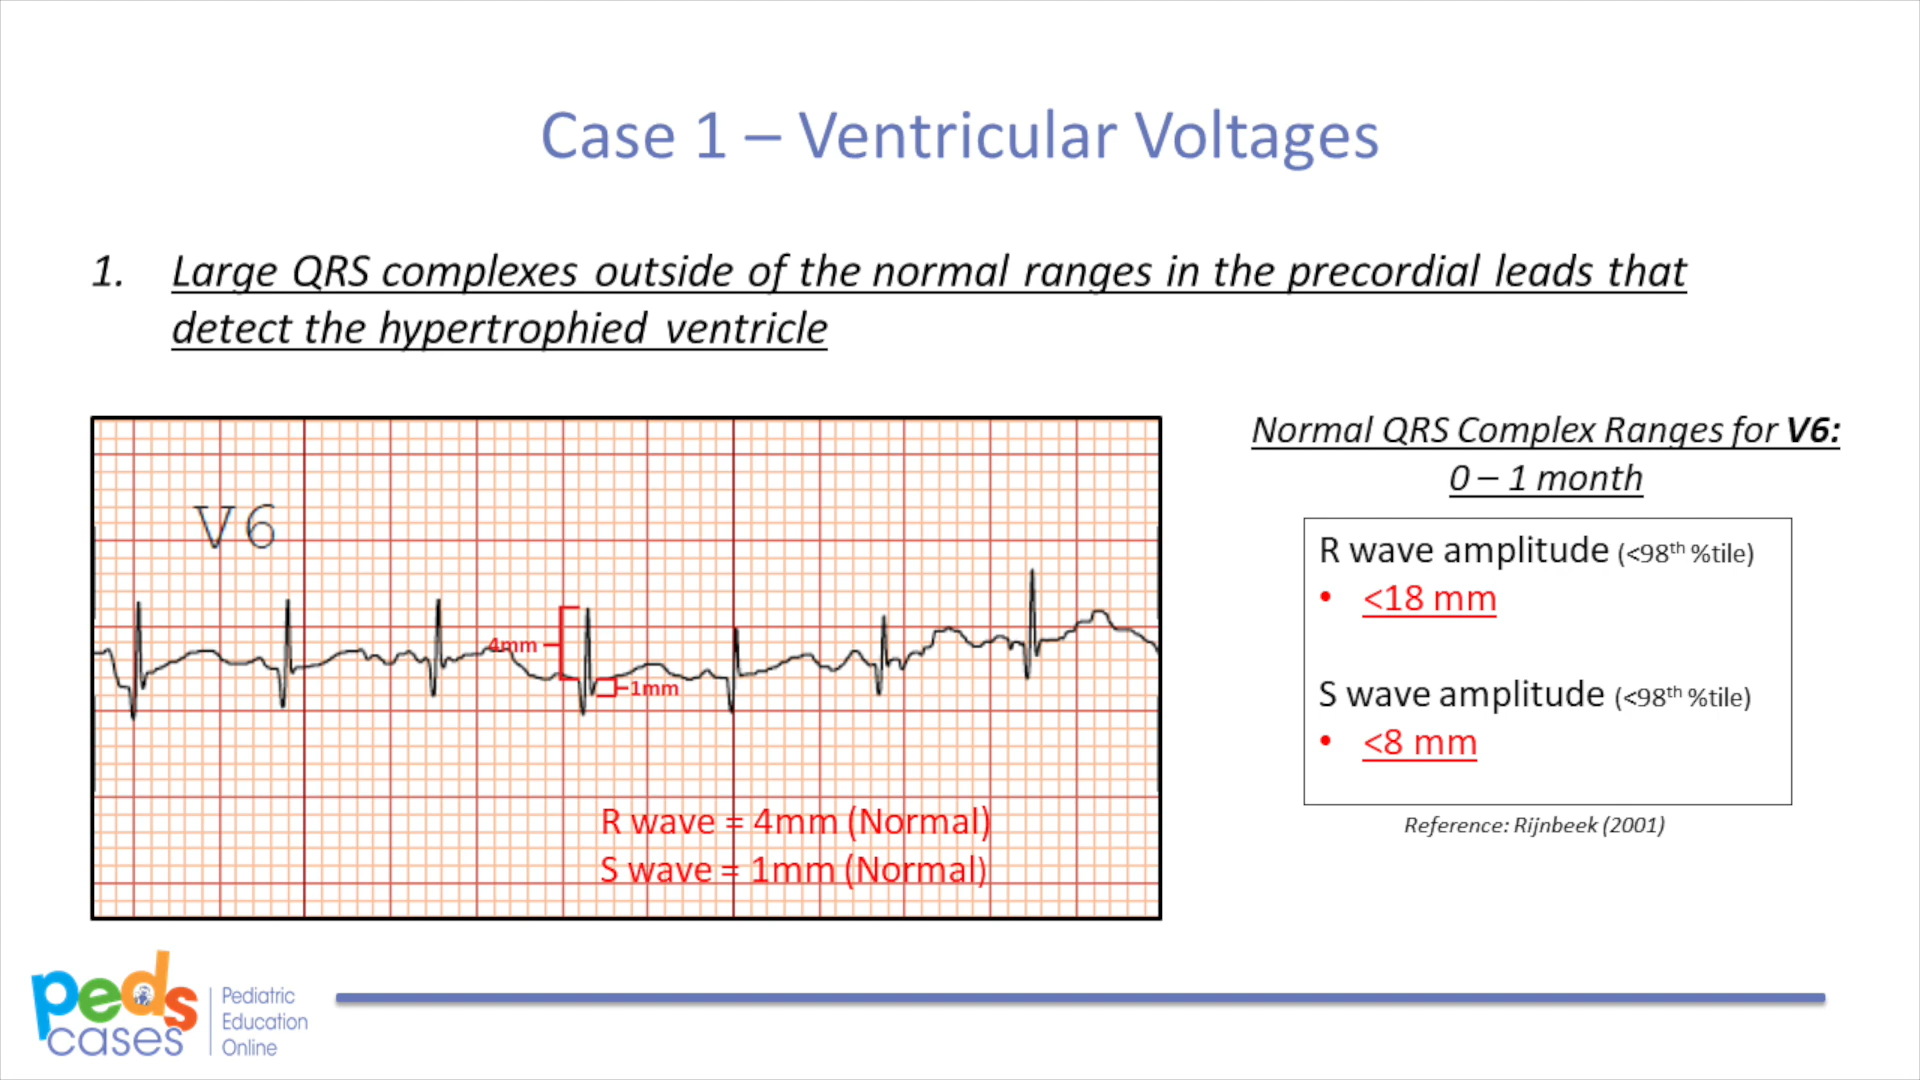 Case 1 – Ventricular Voltages
1. Large QRS complexes outside of the normal ranges in the precordial leads that
detect the hypertrophied ventricle
V6
4mm
1mm
R wave = 4mm (Normal)
S wave = 1mm (Normal)
Normal QRS Complex Ranges for V6:
0 – 1 month
R wave amplitude (<98th %tile)
• <18 mm
S wave amplitude (<98th %tile)
• <8 mm
Reference: Rijnbeek (2001)
peds
cases
Pediatric
Education
Online